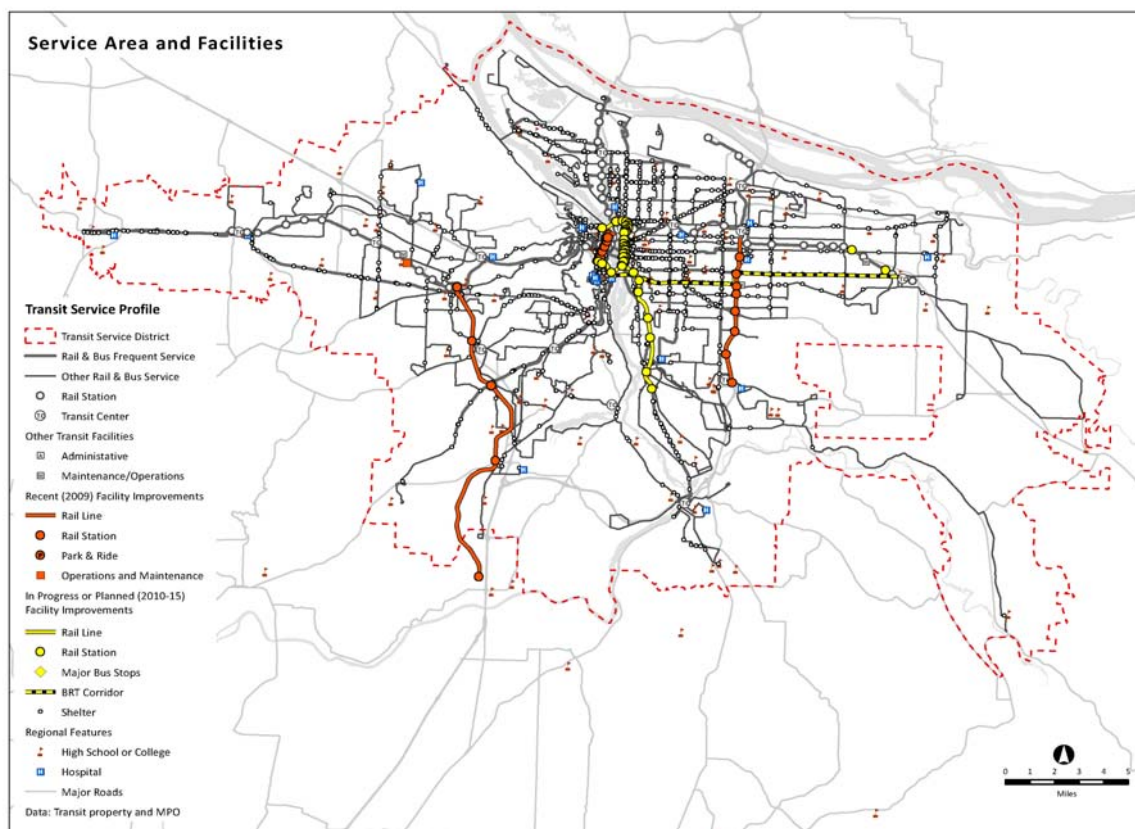 Service Area and Facilities
Transit Service Profile
Transit Service District
Rail & Bus Frequent Service
Other Rail & Bus Service
Rail Station
TC Transit Center
Other Transit Facilities
A Administative
Maintenance/Operations
Recent (2009) Facility Improvements
Rail Line
Rail Station
Park & Ride
Operations and Maintenance
In Progress or Planned (2010-15)
Facility Improvements
Rail Line
Rail Station
Major Bus Stops
BRT Corridor
Shelter
Regional Features
High School or College
H Hospital
Major Roads
Data: Transit property and MPO
0 1 2 3 4 5
Miles